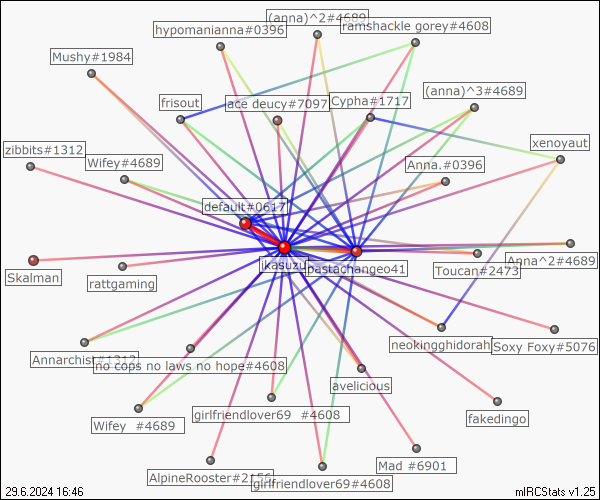 (anna)^2#4689
hypomanianna#0396
ramshackle gorey#4608
Mushy#1984
(anna)^3#4689
frisout
ace deucy#7097
Cypha#1717
xenoyaut
zibbits#1312
Wifey#4689
Anna.#0396
default#0617
jkasuzu
pastachangeo41
Anna^2#4689
Skalman
rattgaming
Toucan#2473
neokingghidorah
Soxy Foxy#5076
Annarchist#1312
no cops no laws no hope#4608
avelicious
Wifey #4689
girlfriendlover69 #4608
fakedingo
AlpineRooster#2156
girlfriendlover69#4608
Mad #6901
29.6.2024 16:46
mIRCStats v1.25